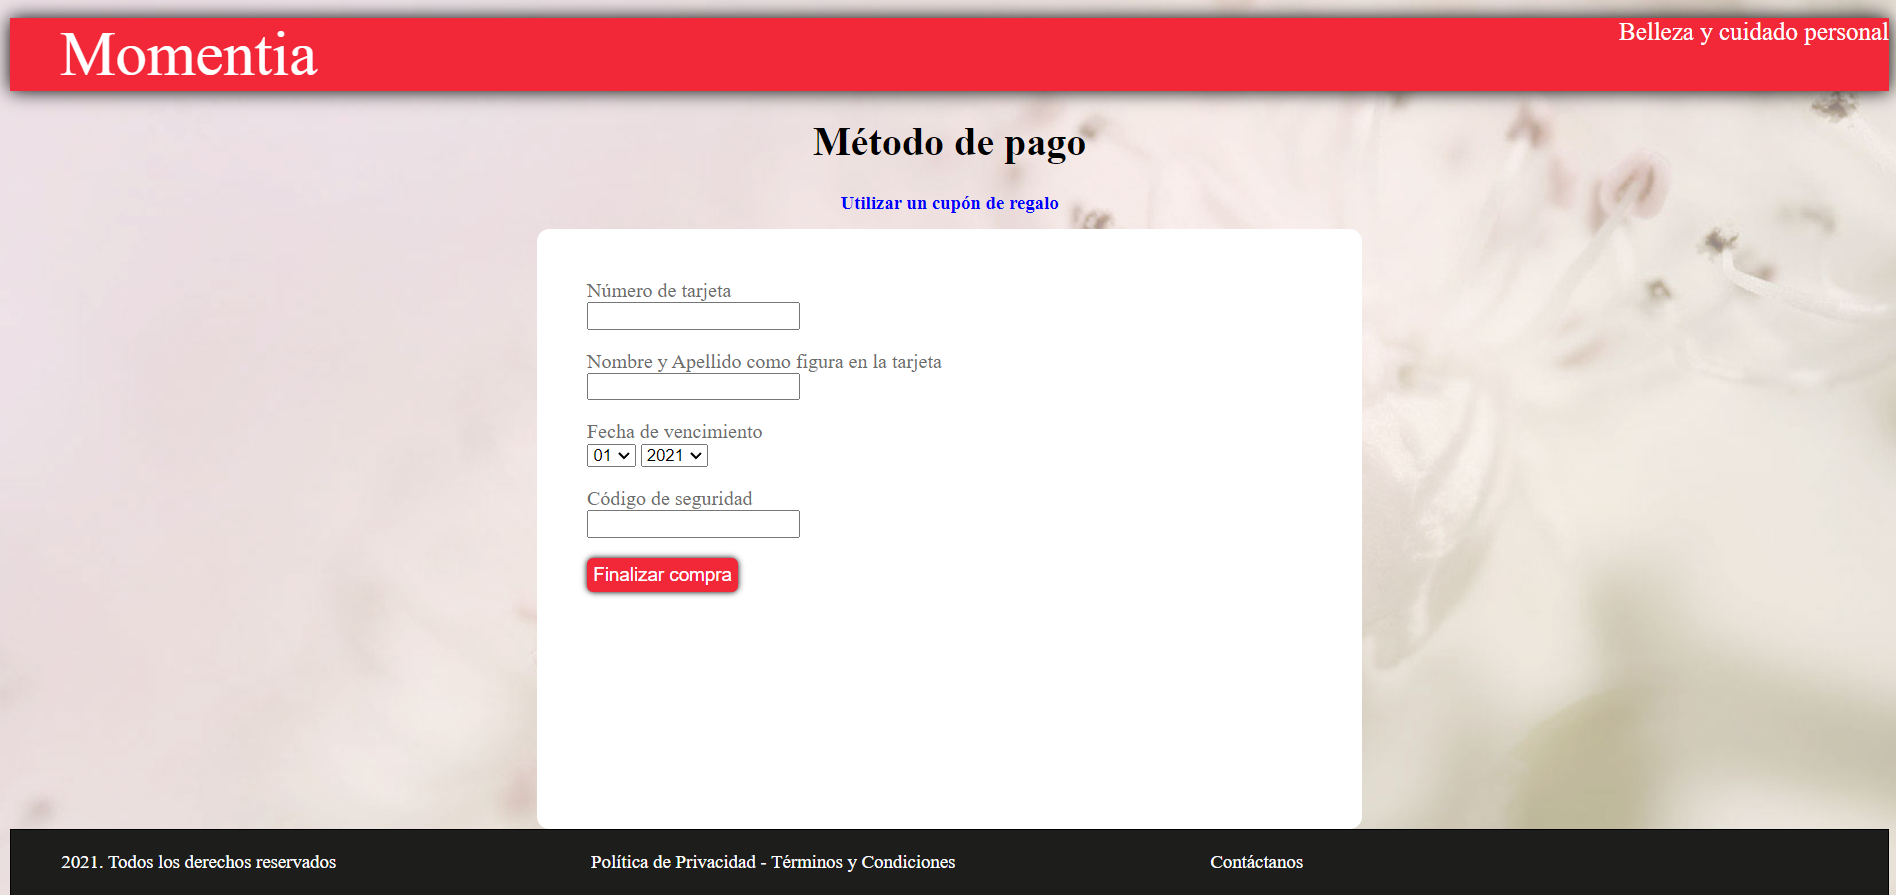 Momentia
Belleza y cuidado personal
Método de pago
Utilizar un cupón de regalo
Número de tarjeta
Nombre y Apellido como figura en la tarjeta
Fecha de vencimiento
01 2021
Código de seguridad
Finalizar compra
2021. Todos los derechos reservados
Política de Privacidad - Términos y Condiciones
Contáctanos